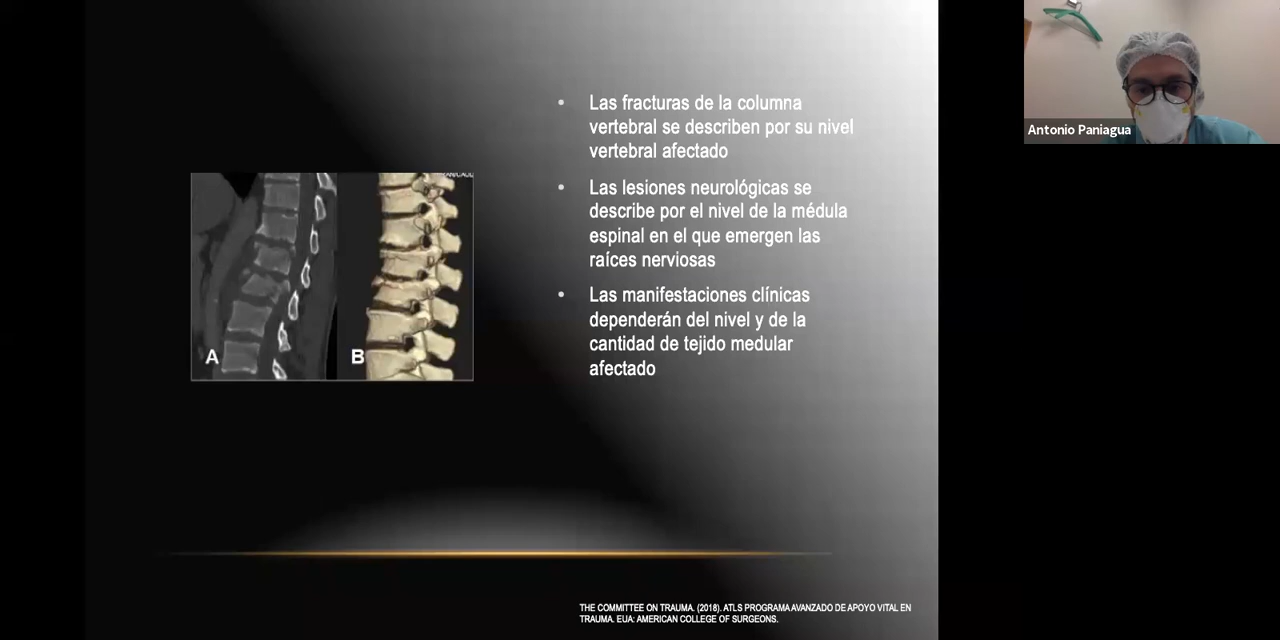 • Las fracturas de la columna
vertebral se describen por su nivel
vertebral afectado
• Las lesiones neurológicas se
describe por el nivel de la médula
espinal en el que emergen las
raíces nerviosas
• Las manifestaciones clínicas
dependerán del nivel y de la
cantidad de tejido medular
afectado
A
B
THE COMMITTEE ON TRAUMA. (2018). ATLS PROGRAMA AVANZADO DE APOYO VITAL EN
TRAUMA. EUA: AMERICAN COLLEGE OF SURGEONS.
Antonio Paniagua